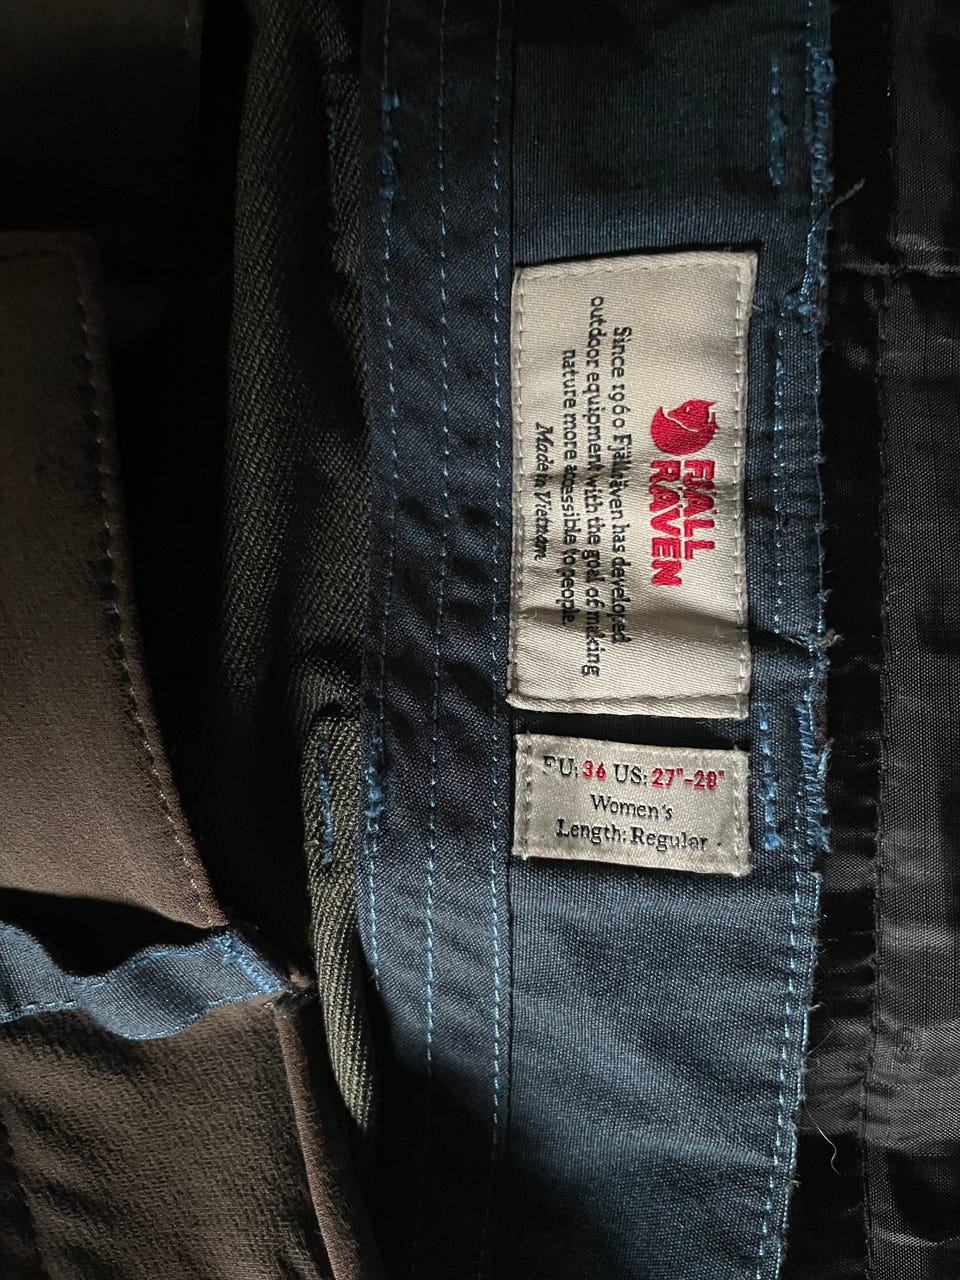 FJÄLL
RÄVEN
Since 1960 Fjällräven has developed
outdoor equipment with the goal of making
nature more accessible to people.
Made in Vietnam
EU: 36 US: 27"-28"
Women's
Length: Regular